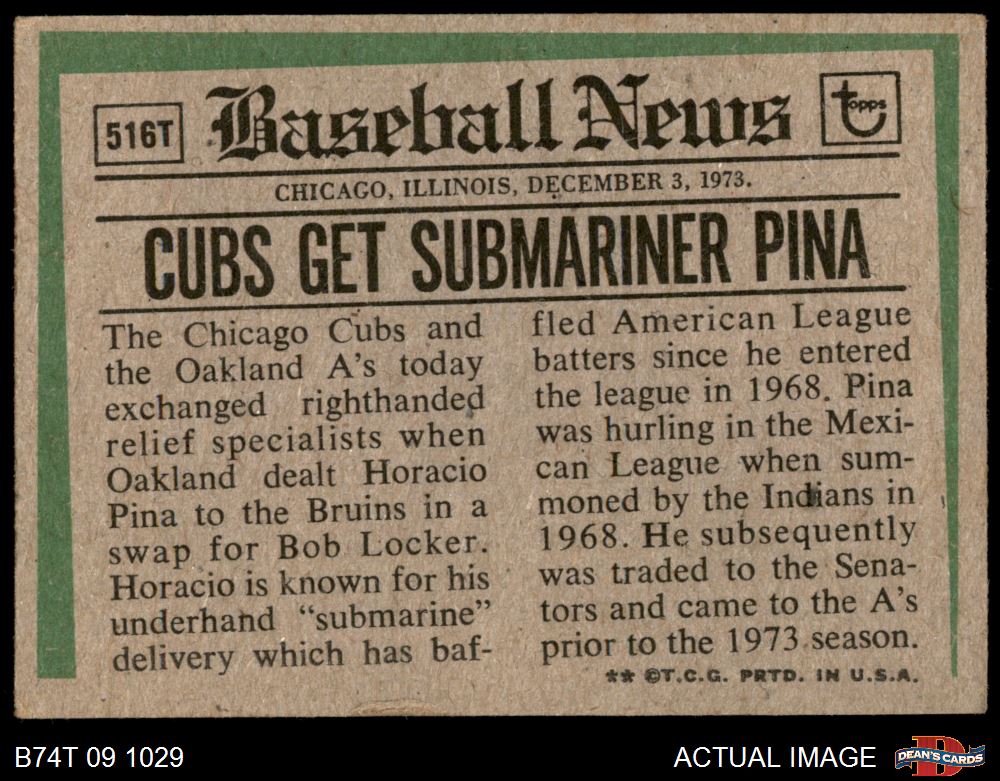 516T
Baseball News
topps
CHICAGO, ILLINOIS, DECEMBER 3, 1973.
CUBS GET SUBMARINER PINA
The Chicago Cubs and
the Oakland A's today
exchanged righthanded
relief specialists when
Oakland dealt Horacio
Pina to the Bruins in a
swap for Bob Locker.
Horacio is known for his
underhand "submarine"
delivery which has baf-
fled American League
batters since he entered
the league in 1968. Pina
was hurling in the Mexi-
can League when sum-
moned by the Indians in
1968. He subsequently
was traded to the Sena-
tors and came to the A's
prior to the 1973 season.
** ©T.C.G. PRTD. IN U.S.A.
B74T 09 1029
ACTUAL IMAGE
DEAN'S CARDS